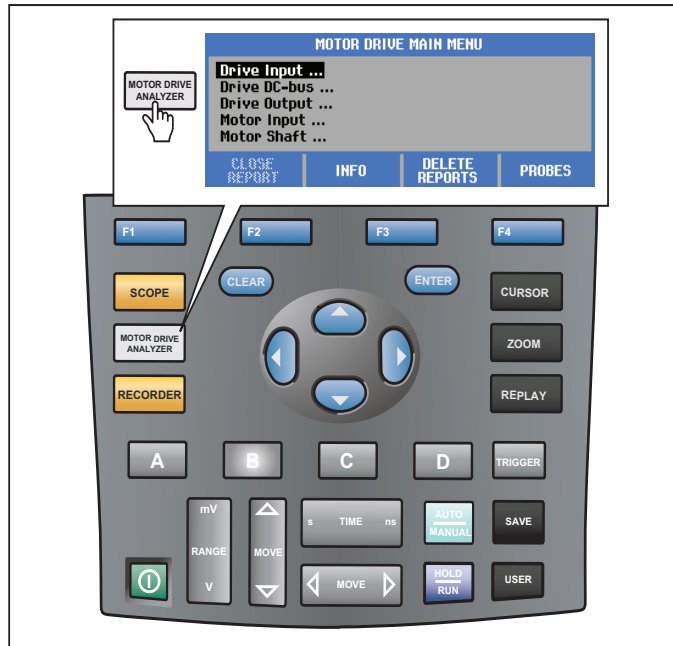 MOTOR DRIVE MAIN MENU
MOTOR DRIVE
ANALYZER
Drive Input ...
Drive DC-bus ...
Drive Output ...
Motor Input ...
Motor Shaft ...
CLOSE
REPORT
INFO
DELETE
REPORTS
PROBES
F1
F2
F3
F4
SCOPE
CLEAR
ENTER
CURSOR
MOTOR DRIVE
ANALYZER
ZOOM
RECORDER
REPLAY
A
B
C
D
TRIGGER
mV
RANGE
V
MOVE
s TIME ns
MOVE
AUTO
MANUAL
HOLD
RUN
SAVE
USER